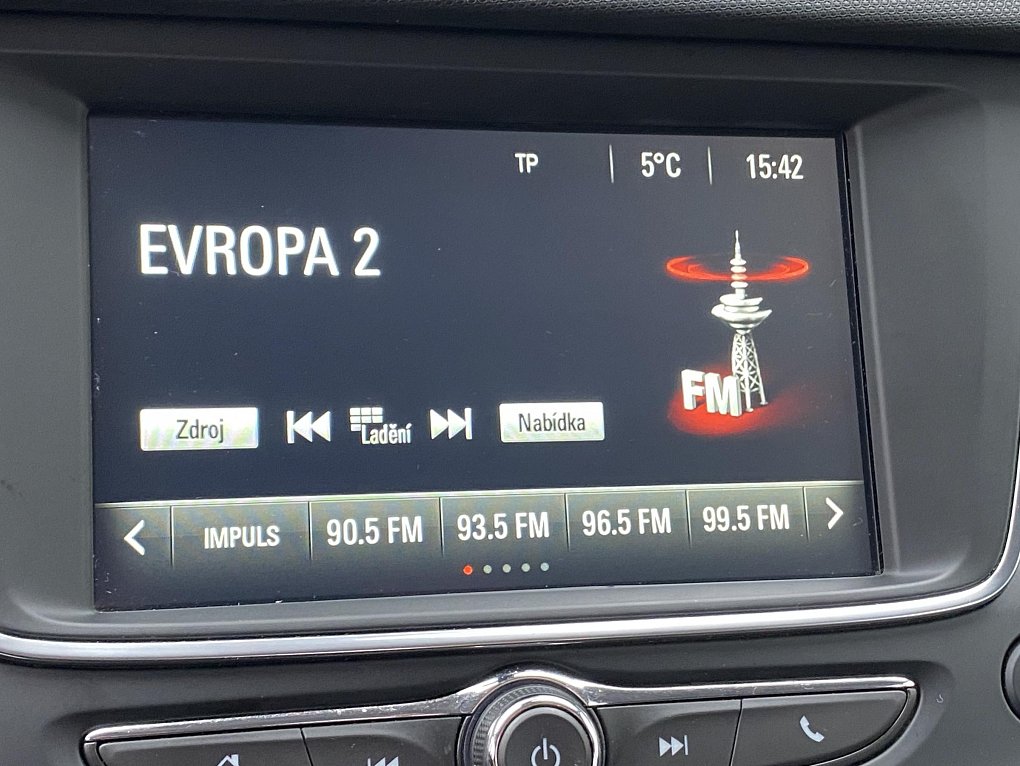 TP 5°C 15:42
EVROPA 2
FM
Zdroj Ladění Nabídka
IMPULS 90.5 FM 93.5 FM 96.5 FM 99.5 FM